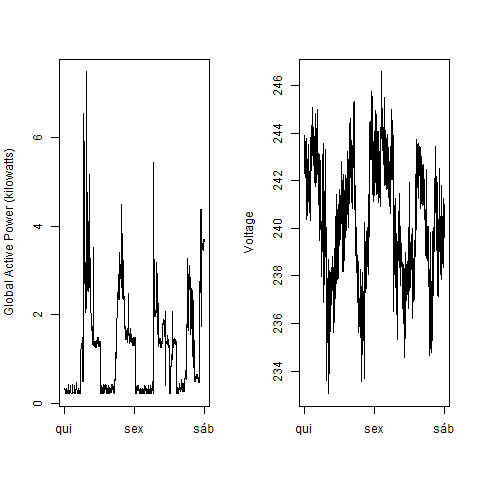 Global Active Power (kilowatts)
0
2
4
6
qui
sex
sáb
Voltage
234
236
238
240
242
244
246
qui
sex
sáb